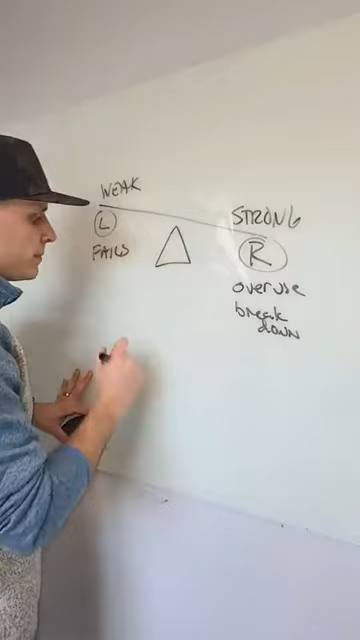 WEAK
L
FAILS
STRONG
R
overuse
break
down